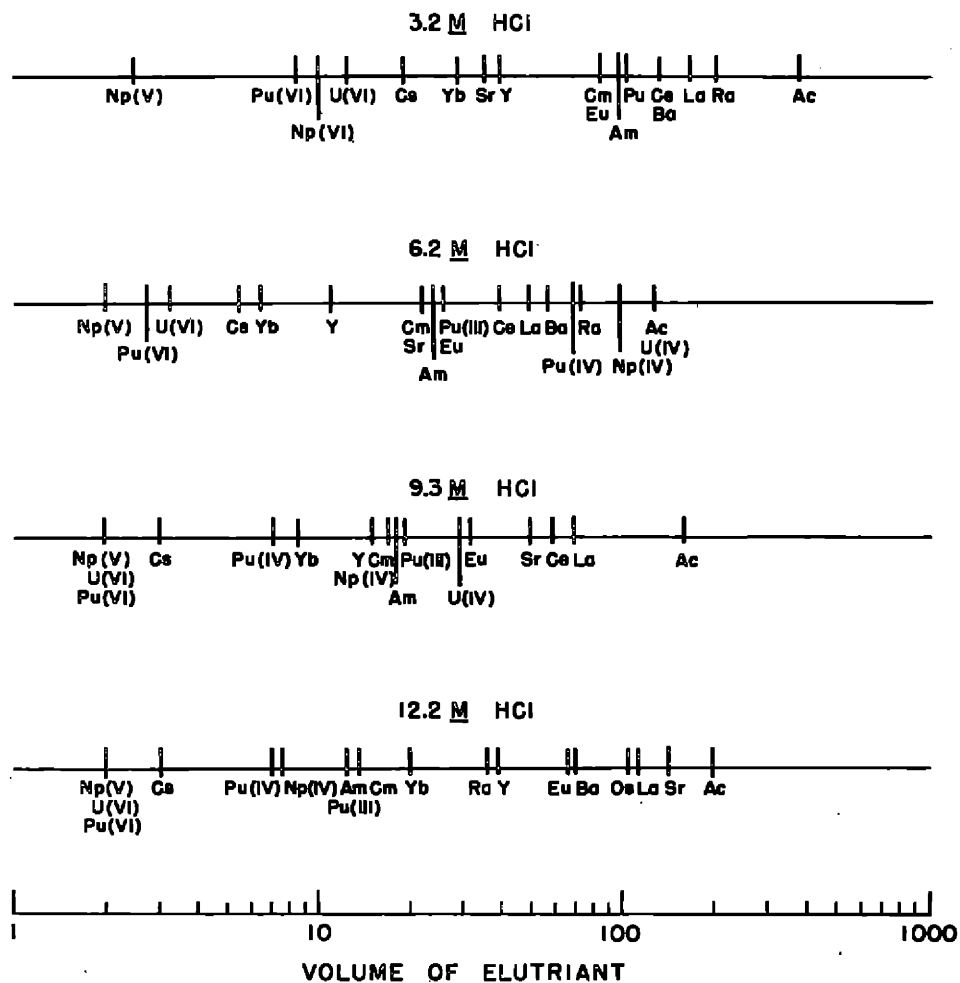 3.2 M HCl
Np(V) Pu(VI) U(VI) Cs Yb Sr Y Cm Pu Ce La Ra Ac
Np(VI) Eu Am Ba
6.2 M HCl
Np(V) U(VI) Cs Yb Y Cm Pu(III) Ce La Ba Ra Ac
Pu(VI) Sr Eu Pu(IV) Np(IV) U(IV)
Am
9.3 M HCl
Np(V) Cs Pu(IV) Yb Y Cm Pu(III) Eu Sr Ce La Ac
U(VI) Np(IV)
Pu(VI) Am U(IV)
12.2 M HCl
Np(V) Cs Pu(IV) Np(IV) Am Cm Yb Ra Y Eu Ba Os La Sr Ac
U(VI) Pu(III)
Pu(VI)
1 10 100 1000
VOLUME OF ELUTRIANT